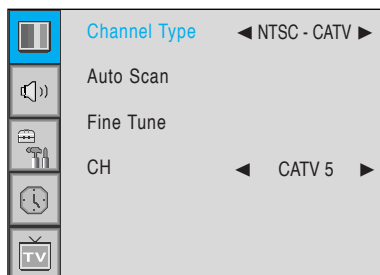 Channel Type ◀ NTSC - CATV ▶
Auto Scan
Fine Tune
CH ◀ CATV 5 ▶
TV